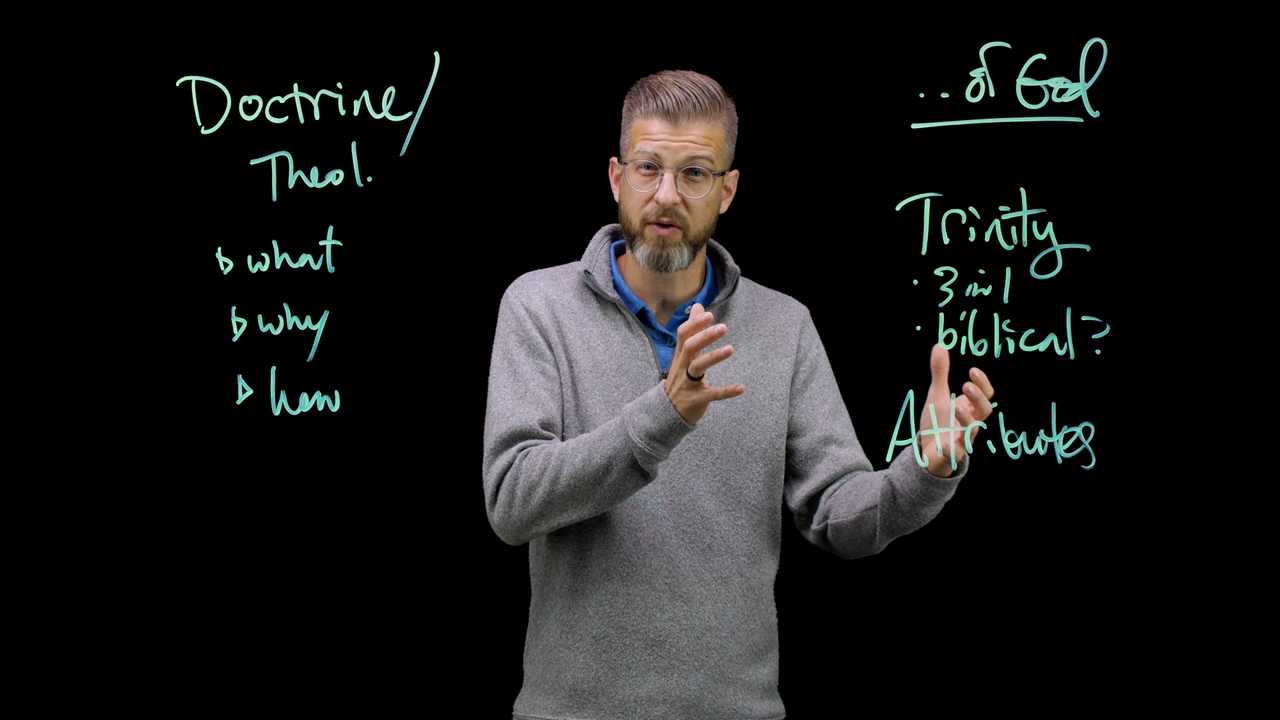 Doctrine/
Theol.
▷ what
▷ why
▷ how
... of God
Trinity
· 3 in 1
· biblical?
Attributes